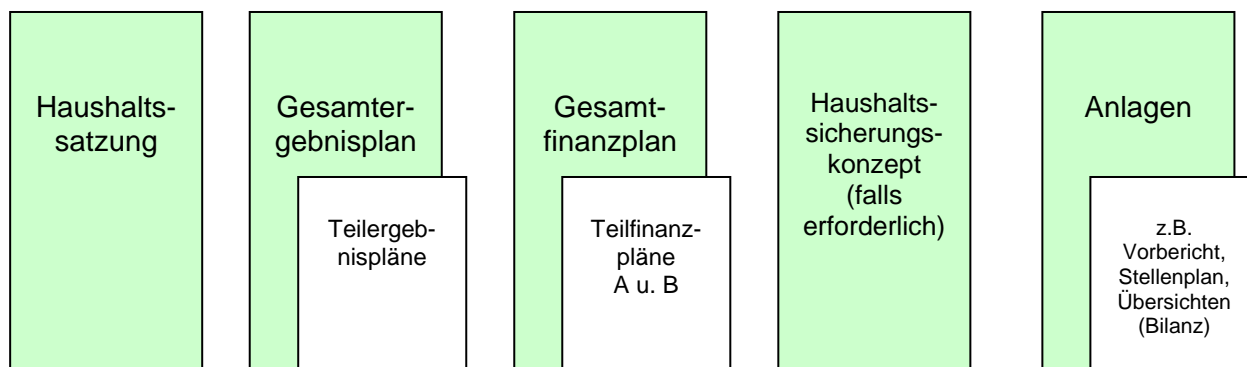 Haushalts-
satzung
Gesamter-
gebnisplan
Teilergeb-
nispläne
Gesamt-
finanzplan
Teilfinanz-
pläne
A u. B
Haushalts-
sicherungs-
konzept
(falls
erforderlich)
Anlagen
z.B.
Vorbericht,
Stellenplan,
Übersichten
(Bilanz)